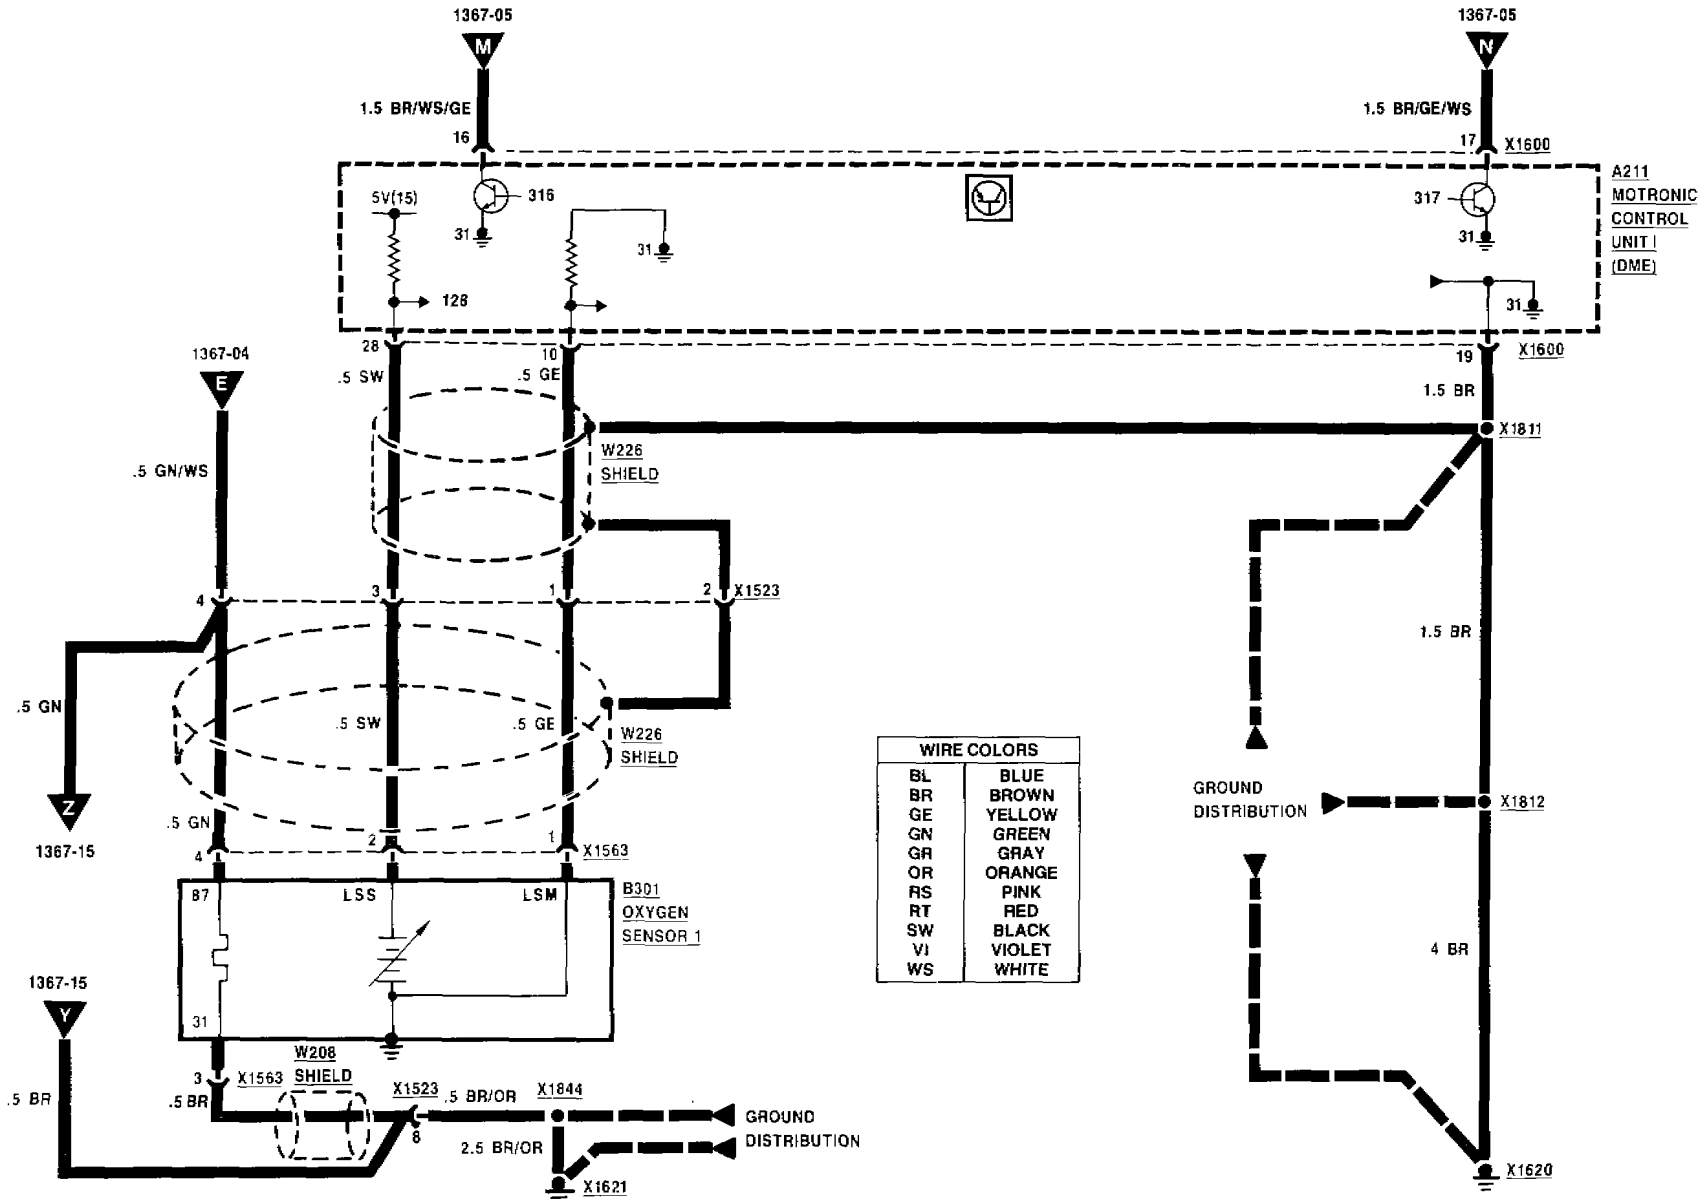 1367-05
1367-05
M
N
1.5 BR/WS/GE
1.5 BR/GE/WS
16
17
X1600
A211
MOTRONIC
CONTROL
UNIT I
(DME)
5V(15)
316
317
31
31
31
31
126
28
10
19
X1600
1367-04
.5 SW
.5 GE
1.5 BR
E
X1811
W226
SHIELD
.5 GN/WS
4
3
1
2
X1523
1.5 BR
.5 GN
.5 SW
.5 GE
W226
SHIELD
WIRE COLORS
BL BLUE
BR BROWN
GE YELLOW
GN GREEN
GR GRAY
OR ORANGE
RS PINK
RT RED
SW BLACK
VI VIOLET
WS WHITE
GROUND
DISTRIBUTION
X1812
Z
1367-15
.5 GN
4
2
1
X1563
87
LSS
LSM
B301
OXYGEN
SENSOR 1
4 BR
31
1367-15
Y
W208
SHIELD
3
X1563
.5 BR
.5 BR
X1523
8
.5 BR/OR
X1844
GROUND
DISTRIBUTION
2.5 BR/OR
X1621
X1620